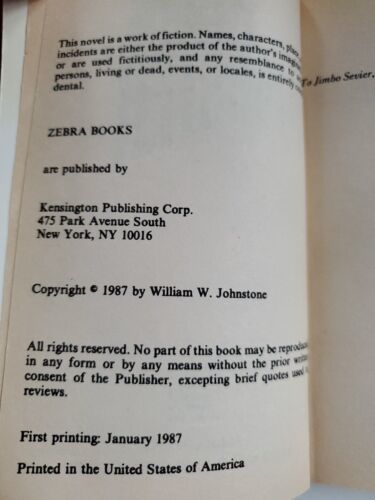 This novel is a work of fiction. Names, characters,
incidents are either the product of the author's
or are used fictitiously, and any resemblance to
persons, living or dead, events, or locales, is entirely
dental.
To Jimbo Sevier,
ZEBRA BOOKS
are published by
Kensington Publishing Corp.
475 Park Avenue South
New York, NY 10016
Copyright © 1987 by William W. Johnstone
All rights reserved. No part of this book may be
in any form or by any means without the prior
consent of the Publisher, excepting brief quotes used
reviews.
First printing: January 1987
Printed in the United States of America